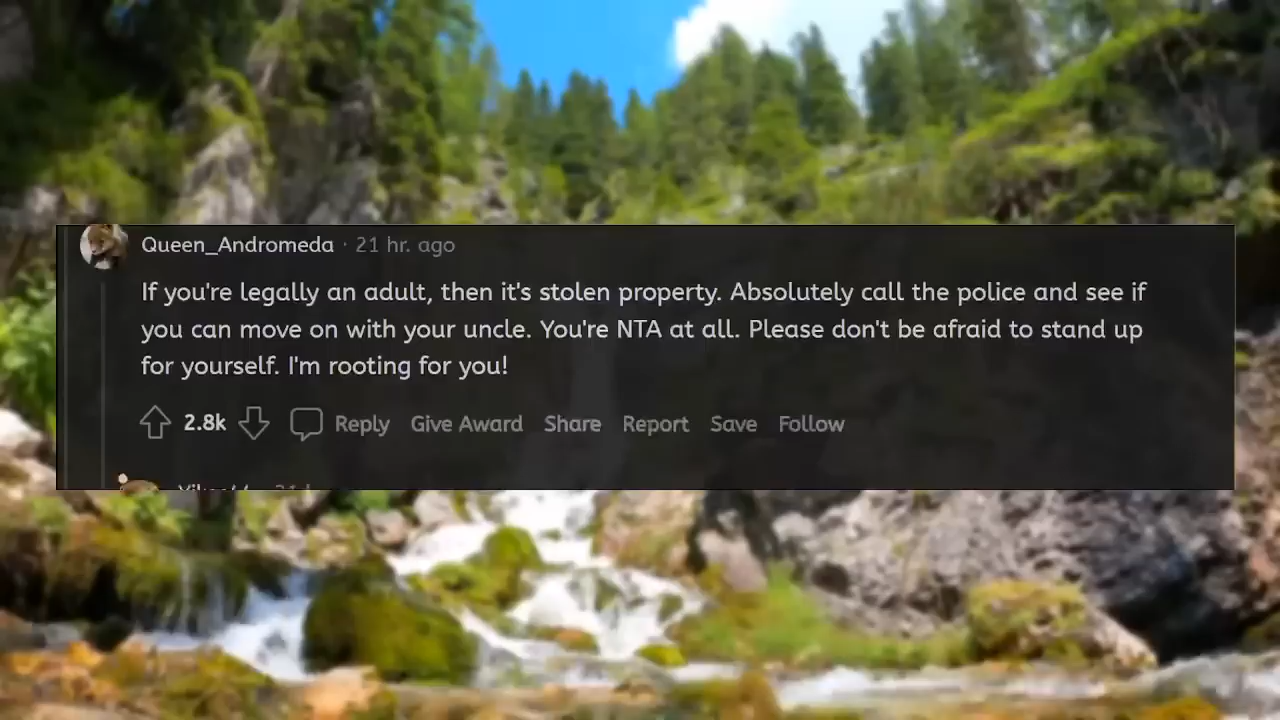 Queen_Andromeda · 21 hr. ago
If you're legally an adult, then it's stolen property. Absolutely call the police and see if
you can move on with your uncle. You're NTA at all. Please don't be afraid to stand up
for yourself. I'm rooting for you!
2.8k Reply Give Award Share Report Save Follow